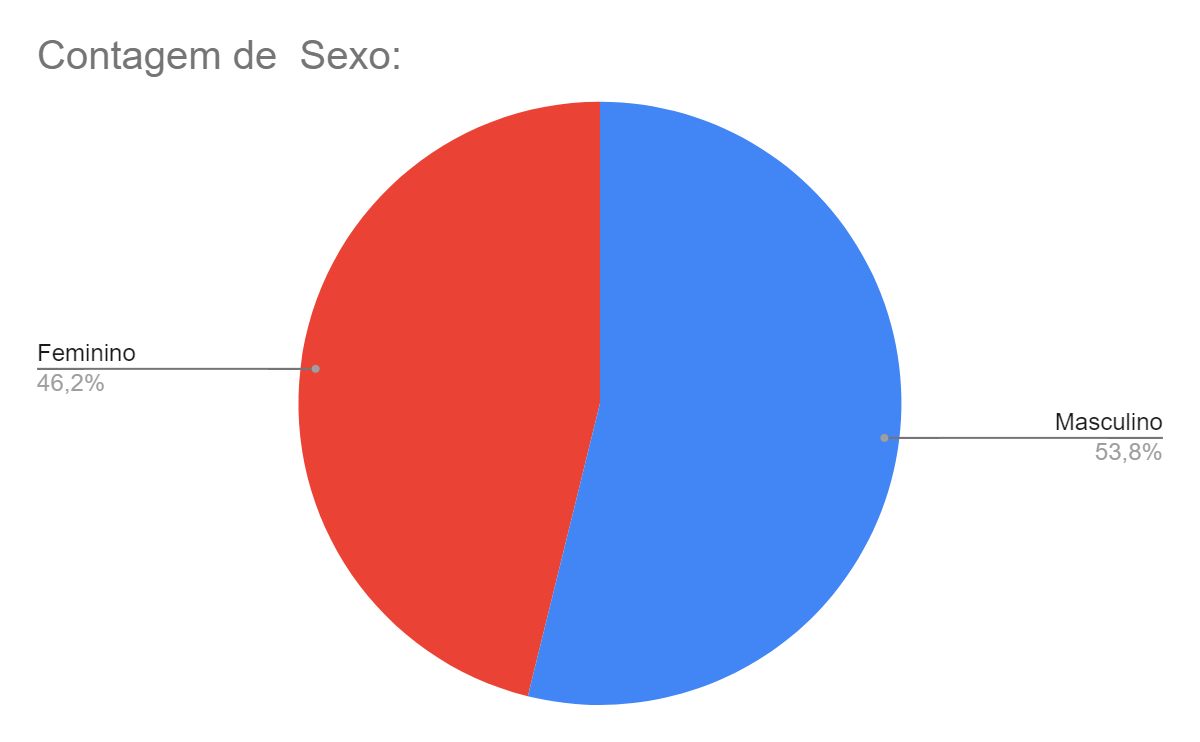 Contagem de  Sexo:
Feminino
46,2%
Masculino
53,8%